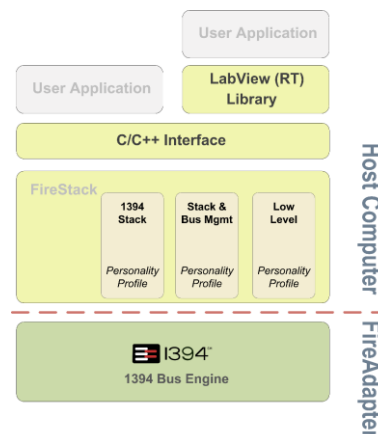 User Application
User Application
LabView (RT)
Library
C/C++ Interface
FireStack
1394
Stack
Personality
Profile
Stack &
Bus Mgmt
Personality
Profile
Low
Level
Personality
Profile
Host Computer
1394™
1394 Bus Engine
FireAdapter